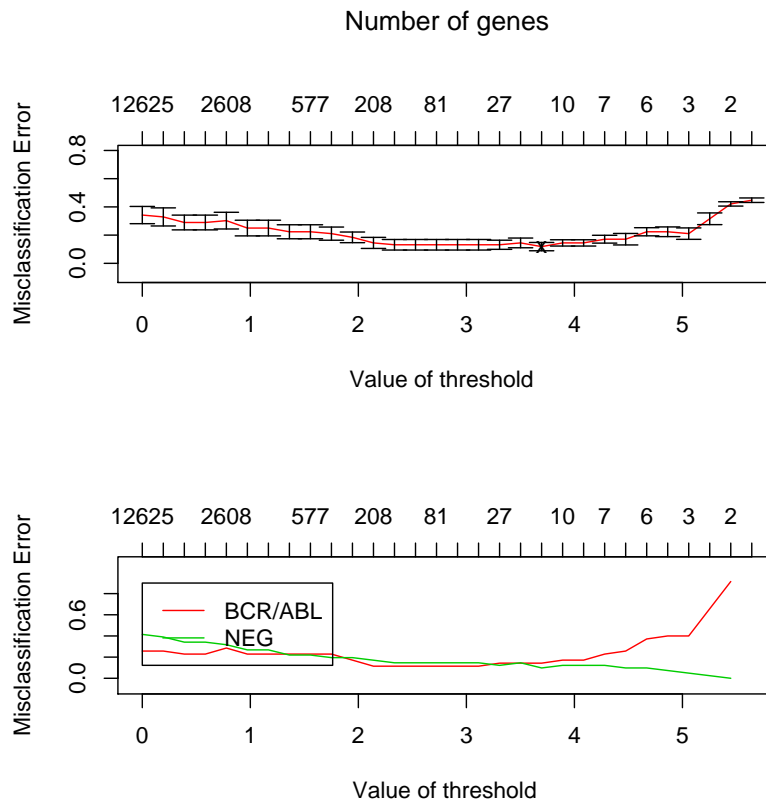 Number of genes
12625 2608 577 208 81 27 10 7 6 3 2
Misclassification Error
0.0 0.4 0.8
x
0 1 2 3 4 5
Value of threshold
12625 2608 577 208 81 27 10 7 6 3 2
Misclassification Error
0.0 0.6
BCR/ABL
NEG
0 1 2 3 4 5
Value of threshold